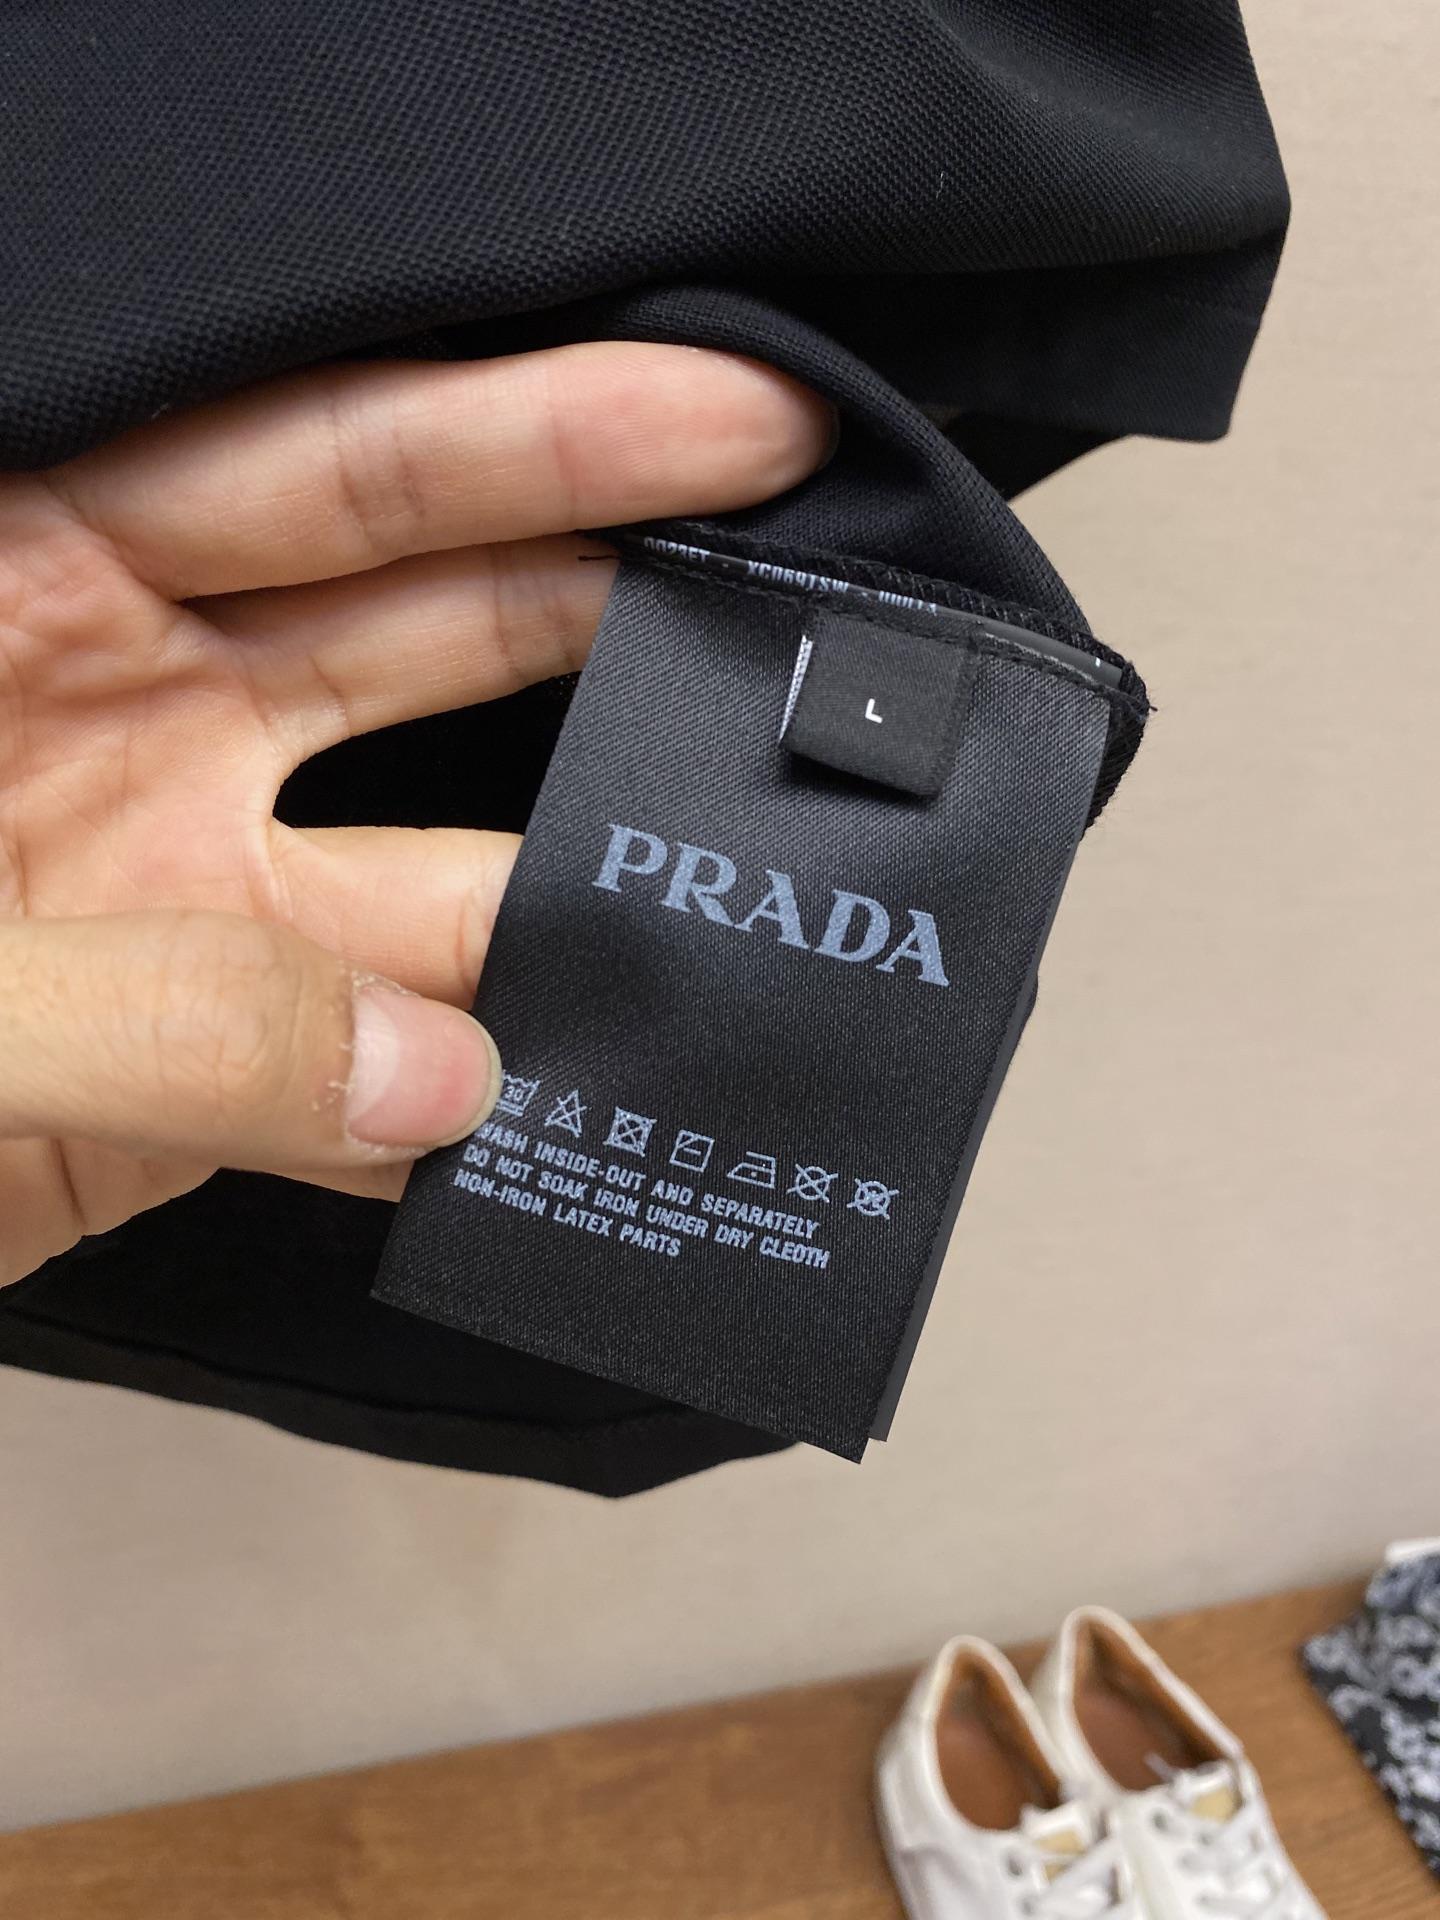 L
PRADA
30
WASH INSIDE-OUT AND SEPARATELY
DO NOT SOAK IRON UNDER DRY CLEOTH
NON-IRON LATEX PARTS